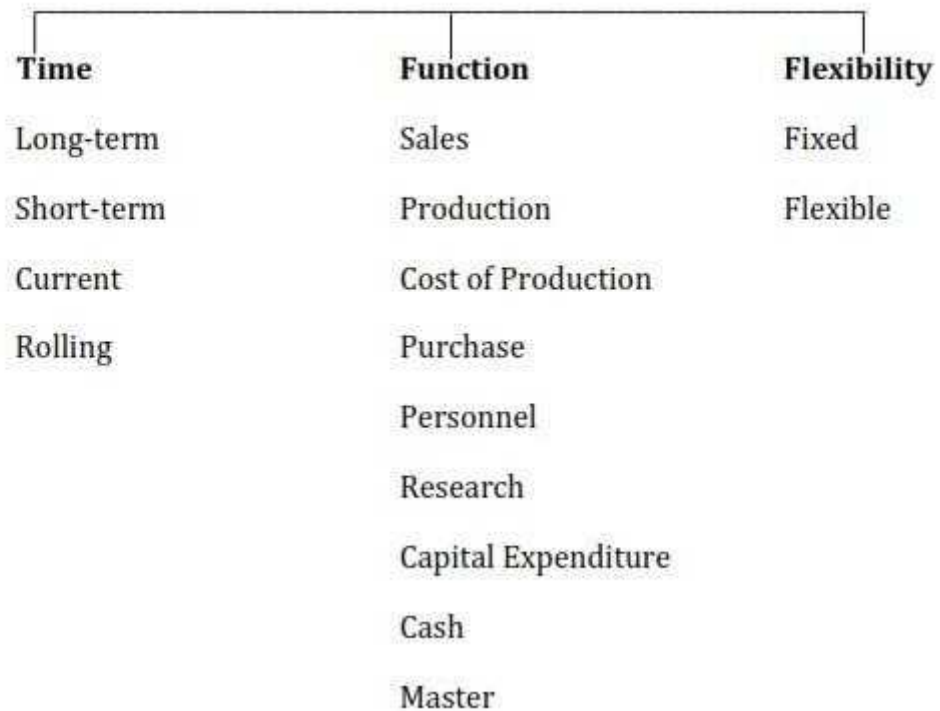 Time Function Flexibility
Long-term Sales Fixed
Short-term Production Flexible
Current Cost of Production
Rolling Purchase
Personnel
Research
Capital Expenditure
Cash
Master